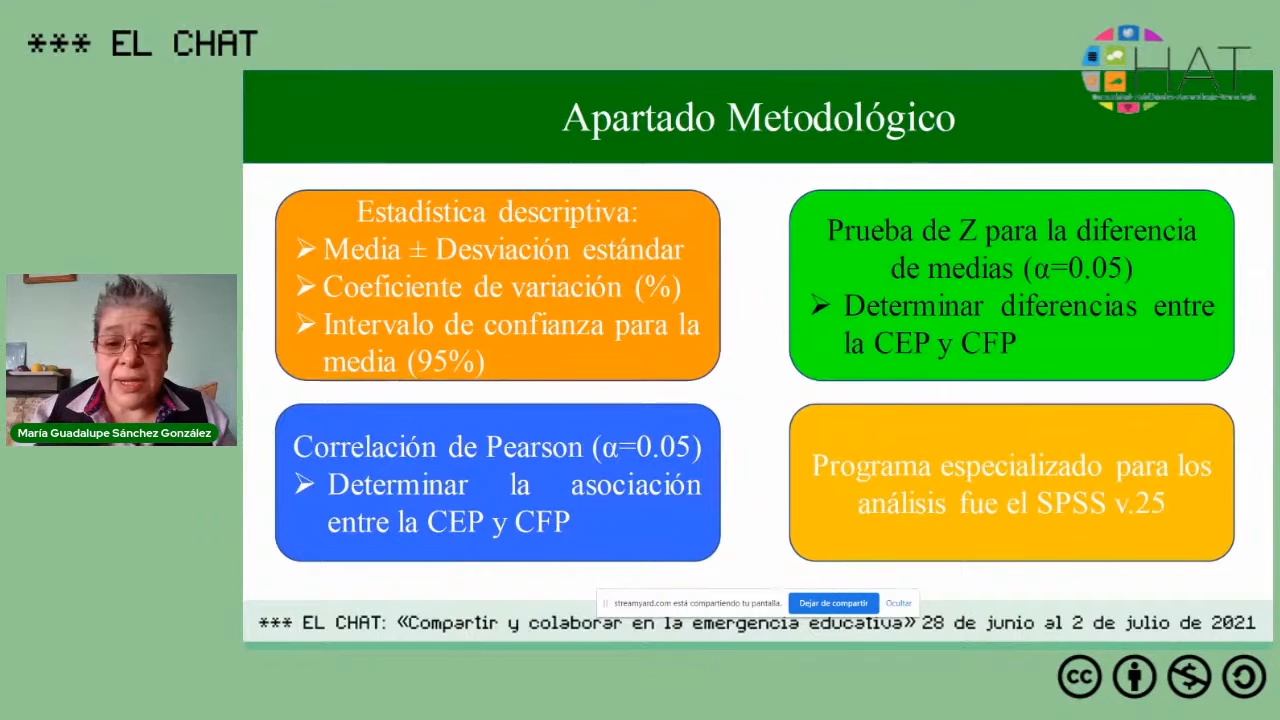 *** EL CHAT
HAT
Apartado Metodológico
Estadística descriptiva:
➢ Media ± Desviación estándar
➢ Coeficiente de variación (%)
➢ Intervalo de confianza para la
media (95%)
Prueba de Z para la diferencia
de medias (α=0.05)
➢ Determinar diferencias entre
la CEP y CFP
María Guadalupe Sánchez González
Correlación de Pearson (α=0.05)
➢ Determinar la asociación
entre la CEP y CFP
Programa especializado para los
análisis fue el SPSS v.25
streamyard.com está compartiendo tu pantalla.
Dejar de compartir
Ocultar
*** EL CHAT: «Compartir y colaborar en la emergencia educativa» 28 de junio al 2 de julio de 2021
cc